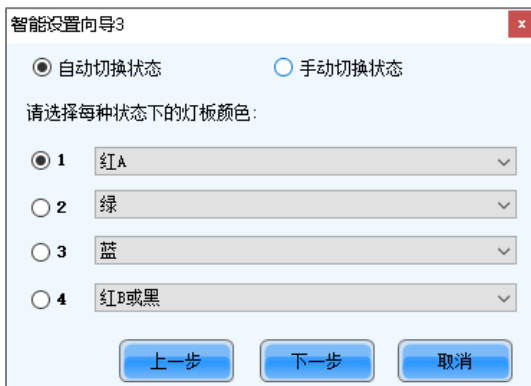 智能设置向导3
x
自动切换状态 手动切换状态
请选择每种状态下的灯板颜色:
1 红A
2 绿
3 蓝
4 红B或黑
上一步 下一步 取消